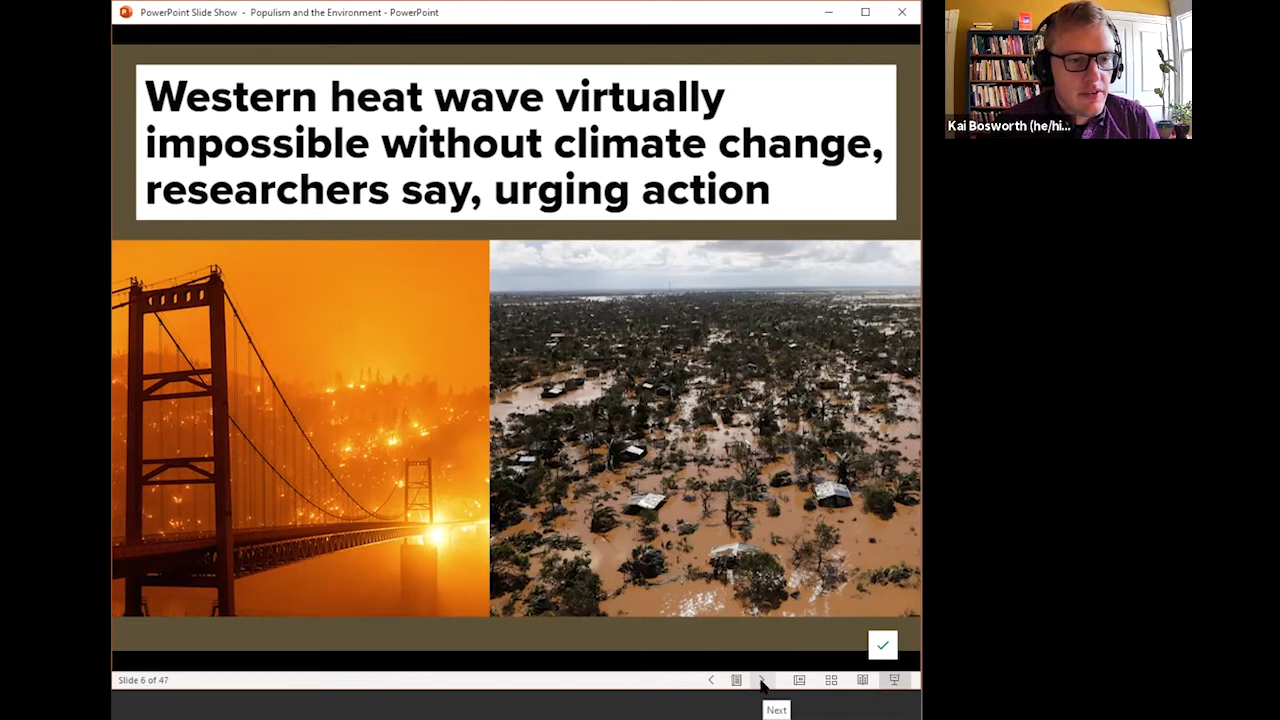 PowerPoint Slide Show - Populism and the Environment - PowerPoint
Western heat wave virtually
impossible without climate change,
researchers say, urging action
Kai Bosworth (he/hi...
Slide 6 of 47
Next